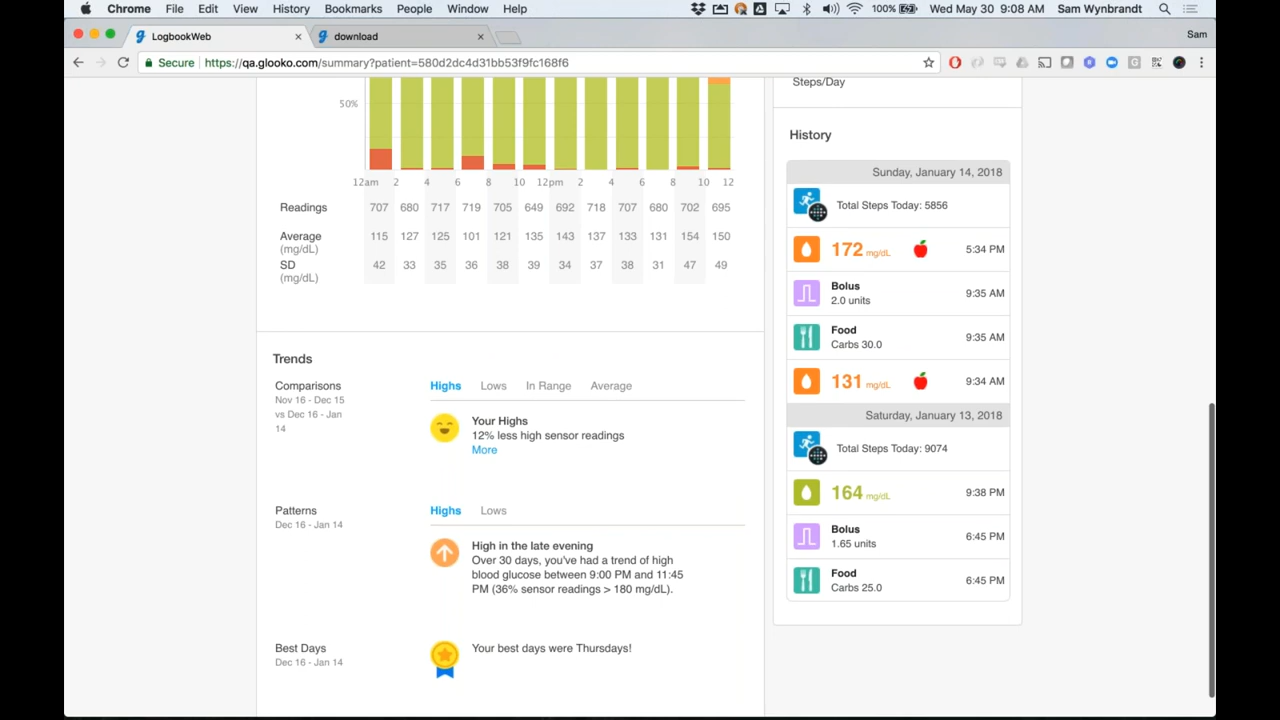 Chrome File Edit View History Bookmarks People Window Help 100% Wed May 30 9:08 AM Sam Wynbrandt
LogbookWeb download Sam
Secure https://qa.glooko.com/summary?patient=580d2dc4d31bb53f9fc168f6
50%
12am 2 4 6 8 10 12pm 2 4 6 8 10 12
Readings 707 680 717 719 705 649 692 718 707 680 702 695
Average 115 127 125 101 121 135 143 137 133 131 154 150
(mg/dL)
SD 42 33 35 36 38 39 34 37 38 31 47 49
(mg/dL)
Trends
Comparisons Highs Lows In Range Average
Nov 16 - Dec 15
vs Dec 16 - Jan
14
Your Highs
12% less high sensor readings
More
Patterns Highs Lows
Dec 16 - Jan 14
High in the late evening
Over 30 days, you've had a trend of high
blood glucose between 9:00 PM and 11:45
PM (36% sensor readings > 180 mg/dL).
Best Days Your best days were Thursdays!
Dec 16 - Jan 14
Steps/Day
History
Sunday, January 14, 2018
Total Steps Today: 5856
172 mg/dL 5:34 PM
Bolus
2.0 units 9:35 AM
Food
Carbs 30.0 9:35 AM
131 mg/dL 9:34 AM
Saturday, January 13, 2018
Total Steps Today: 9074
164 mg/dL 9:38 PM
Bolus
1.65 units 6:45 PM
Food
Carbs 25.0 6:45 PM